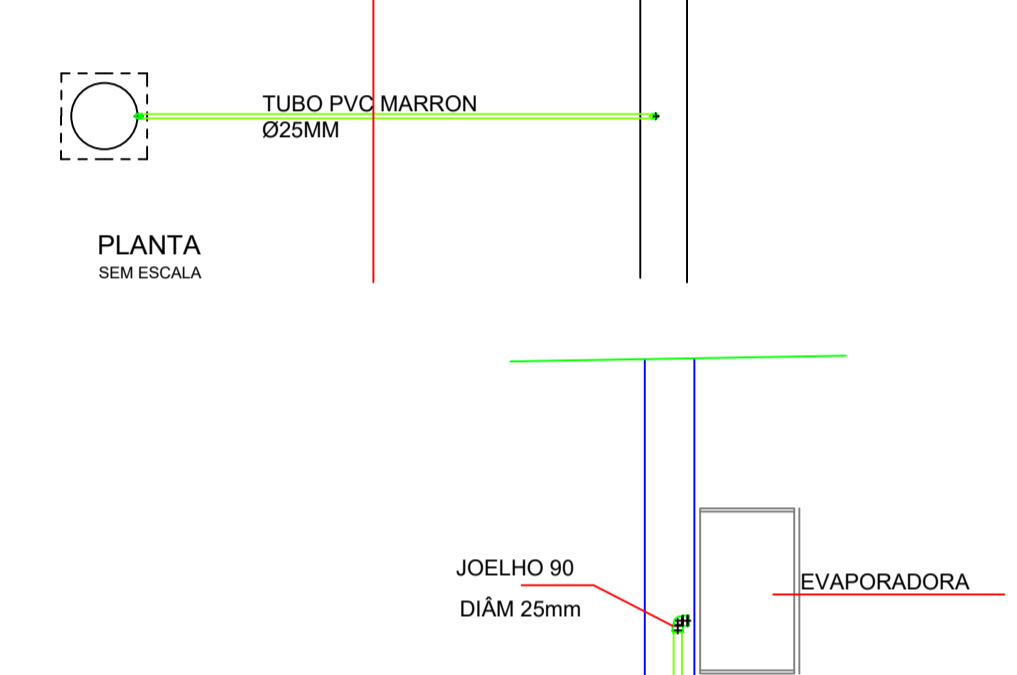 TUBO PVC MARRON
Ø25MM
PLANTA
SEM ESCALA
JOELHO 90
DIÂM 25mm
EVAPORADORA